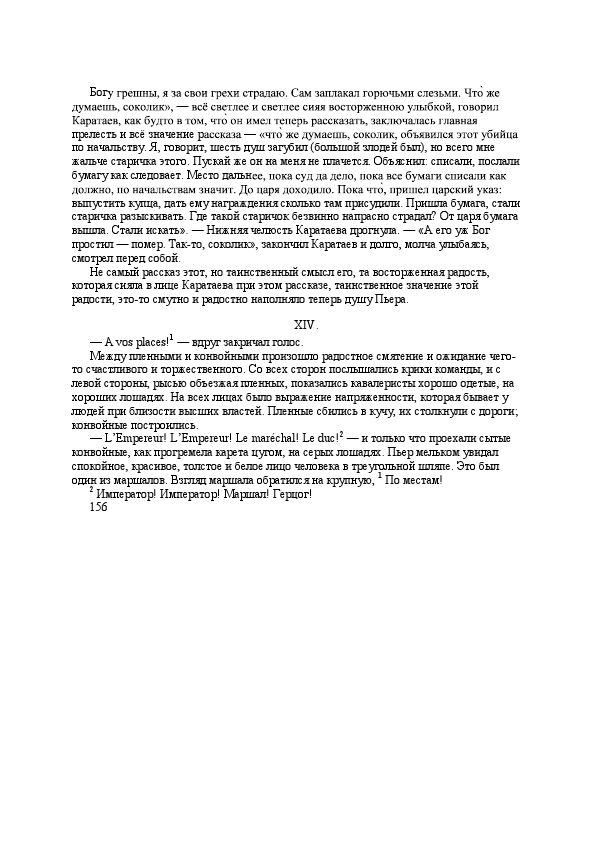 Богу грешны, я за свои грехи страдаю. Сам заплакал горючьми слезьми. Что̀ же
думаешь, соколик», — всё светлее и светлее сияя восторженною улыбкой, говорил
Каратаев, как будто в том, что̀ он имел теперь рассказать, заключалась главная
прелесть и всё значение рассказа — «что̀ же думаешь, соколик, объявился этот убийца
по начальству. Я, говорит, шесть душ загубил (большой злодей был), но всего мне
жальче старичка этого. Пускай же он на меня не плачется. Объяснил: списали, послали
бумагу как следовает. Место дальнее, пока суд да дело, пока все бумаги списали как
должно, по начальствам значит. До царя доходило. Пока что̀, пришел царский указ:
выпустить купца, дать ему награждения сколько там присудили. Пришла бумага, стали
старичка разыскивать. Где такой старичок безвинно напрасно страдал? От царя бумага
вышла. Стали искать». — Нижняя челюсть Каратаева дрогнула. — «А его уж Бог
простил — помер. Так-то, соколик», закончил Каратаев и долго, молча улыбаясь,
смотрел перед собой.
Не самый рассказ этот, но таинственный смысл его, та восторженная радость,
которая сияла в лице Каратаева при этом рассказе, таинственное значение этой
радости, это-то смутно и радостно наполняло теперь душу Пьера.
XIV.
— A vos places!¹ — вдруг закричал голос.
Между пленными и конвойными произошло радостное смятение и ожидание чего-
то счастливого и торжественного. Со всех сторон послышались крики команды, и с
левой стороны, рысью объезжая пленных, показались кавалеристы хорошо одетые, на
хороших лошадях. На всех лицах было выражение напряженности, которая бывает у
людей при близости высших властей. Пленные сбились в кучу, их столкнули с дороги;
конвойные построились.
— L’Empereur! L’Empereur! Le maréchal! Le duc!² — и только что проехали сытые
конвойные, как прогремела карета цугом, на серых лошадях. Пьер мельком увидал
спокойное, красивое, толстое и белое лицо человека в треугольной шляпе. Это был
один из маршалов. Взгляд маршала обратился на крупную, ¹ По местам!
² Император! Император! Маршал! Герцог!
156